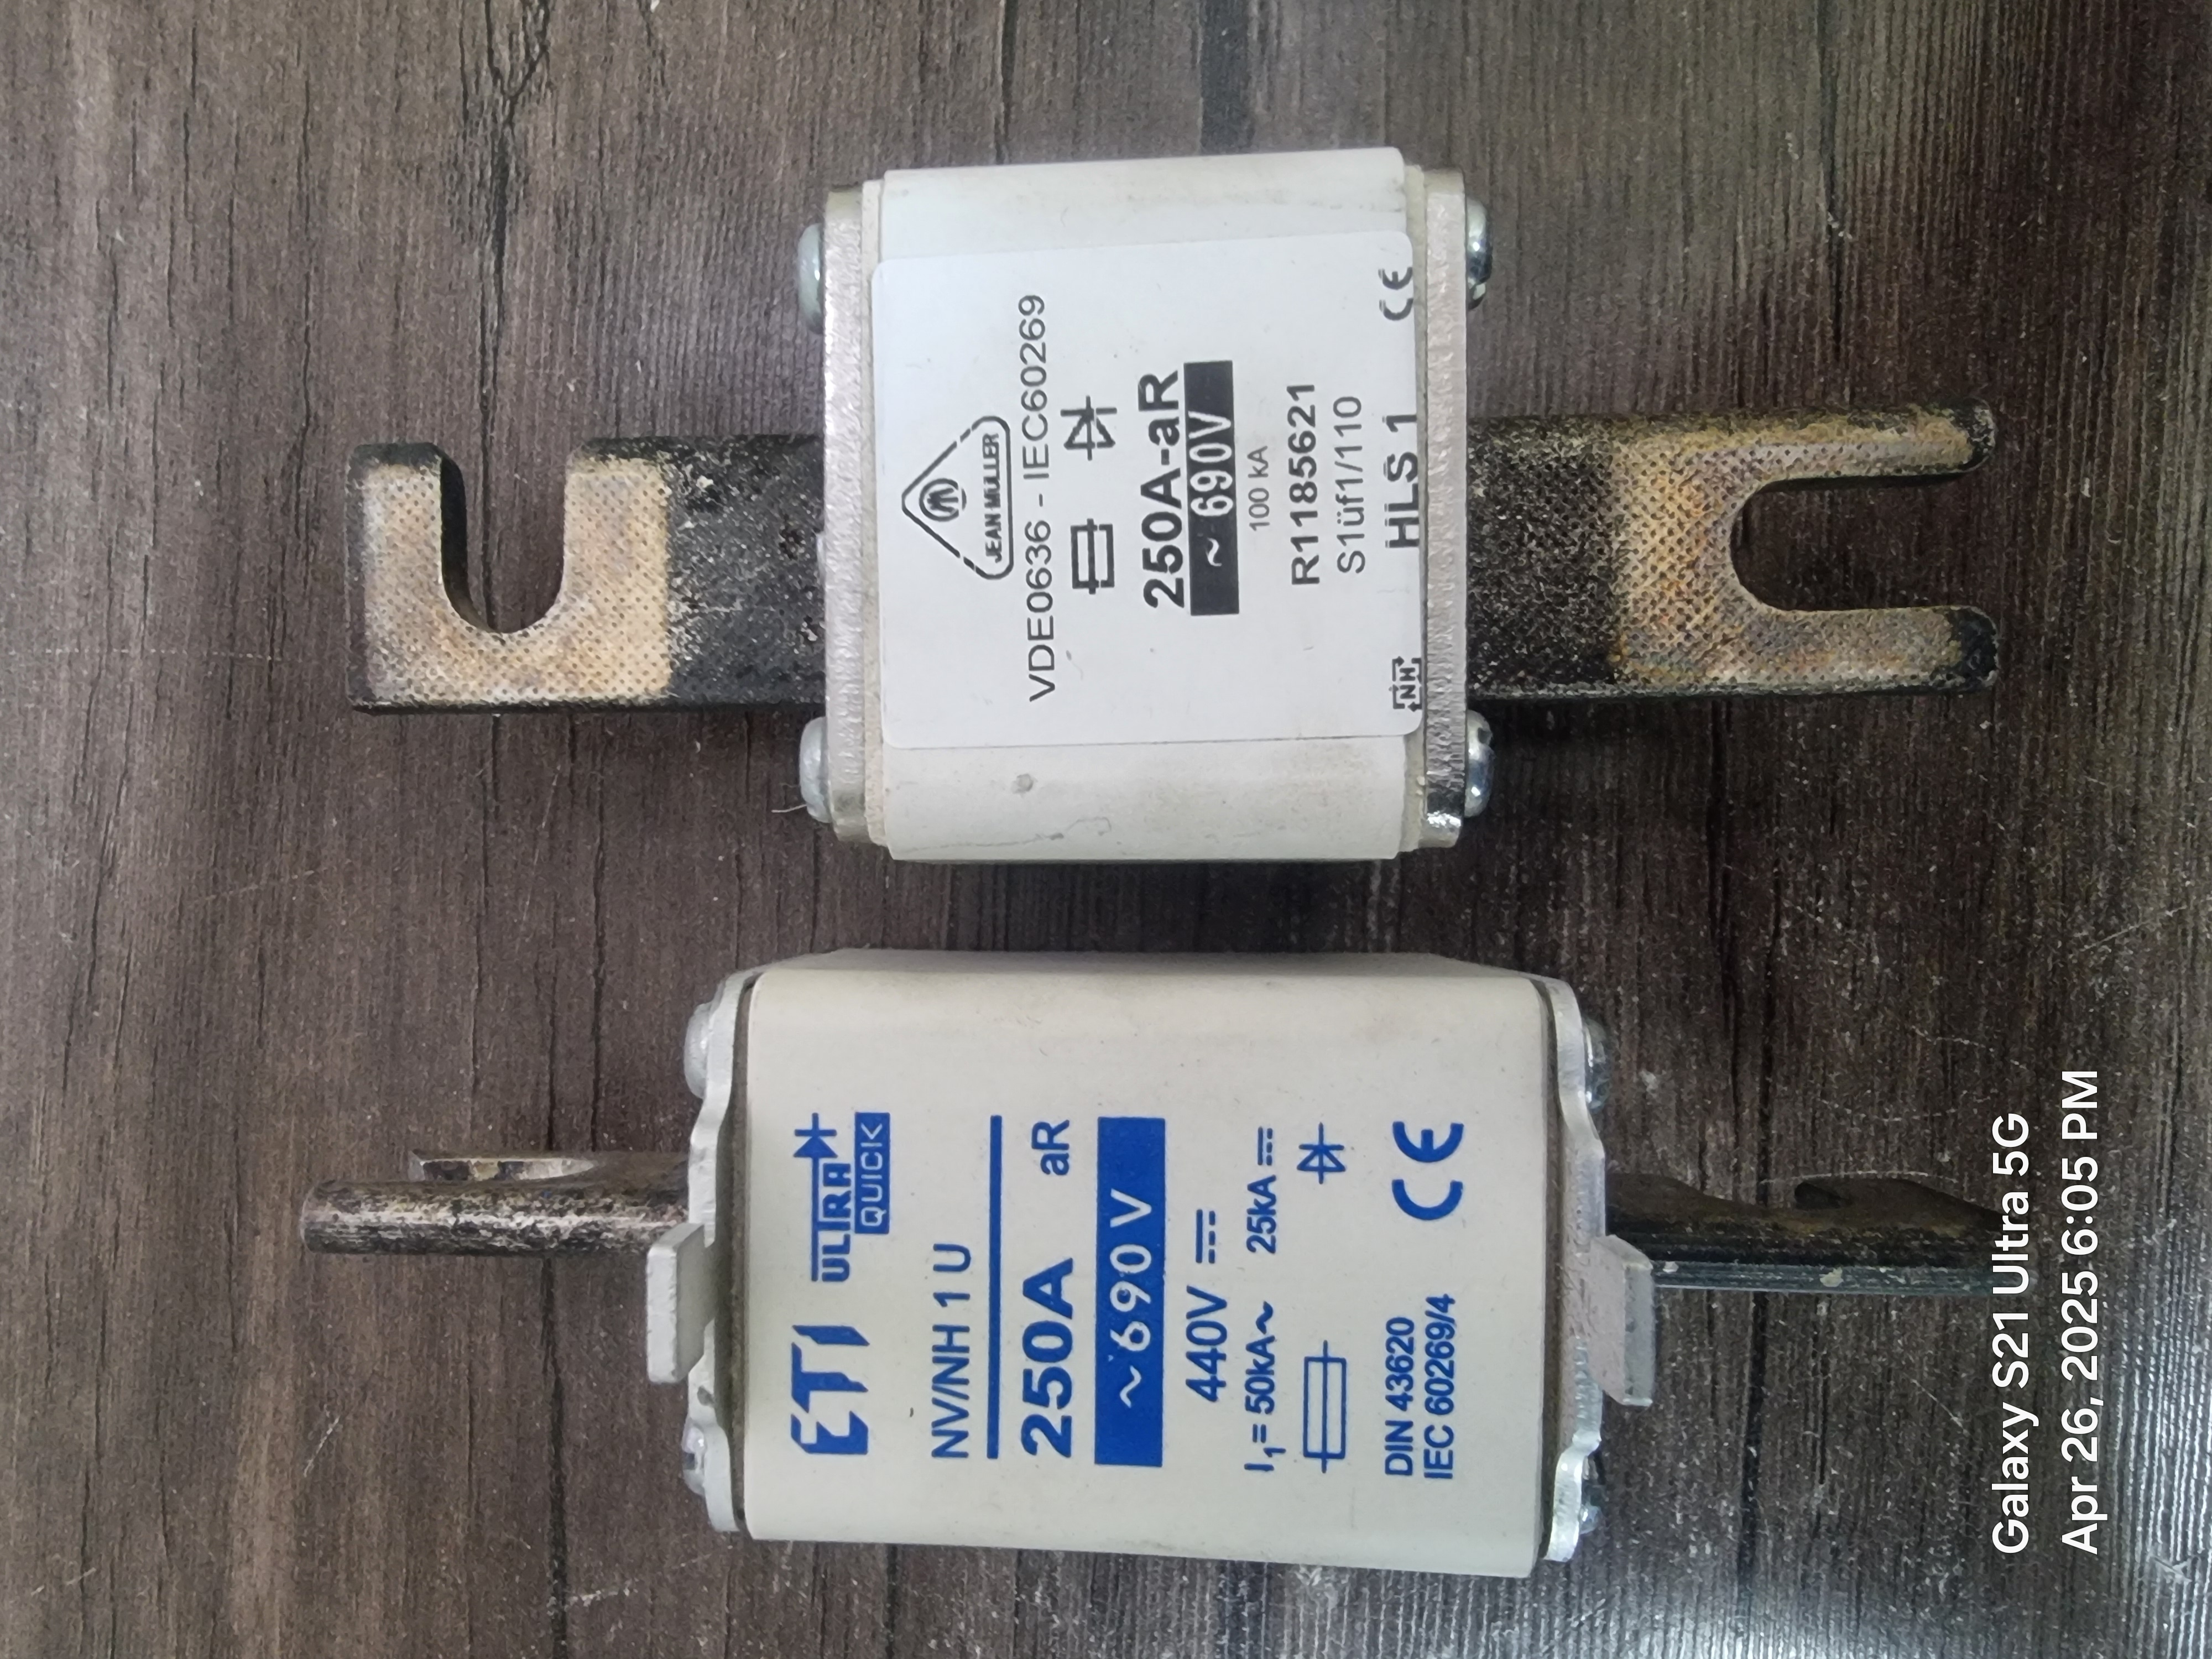 ETI ULTRA
QUICK
NV/NH 1 U
250A aR
~690 V
440V ⎓
I₁= 50kA~ 25kA ⎓
DIN 43620
IEC 60269/4
CE
JEAN MÜLLER
VDE0636 - IEC60269
250A-aR
~ 690V
100 kA
R1185621
S1üf1/110
NH HLS 1 CE
Galaxy S21 Ultra 5G
Apr 26, 2025 6:05 PM